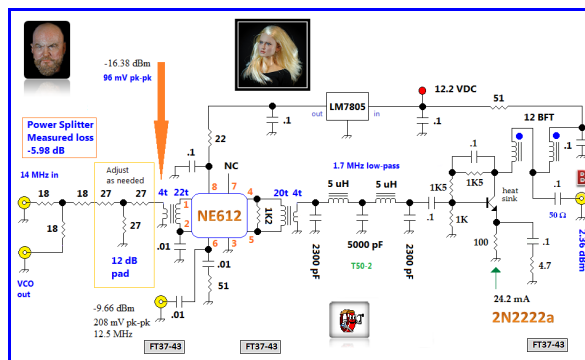 -16.38 dBm
96 mV pk-pk
Power Splitter
Measured loss
-5.98 dB
14 MHz in
Adjust
as needed
18
18
27
27
18
27
12 dB
pad
VCO
out
4t
22t
.1
22
.1
8
7
NC
1
2
NE612
4
5
6
3
.01
.01
51
.01
-9.66 dBm
208 mV pk-pk
12.5 MHz
FT37-43
FT37-43
1K2
20t
4t
out
LM7805
in
.1
12.2 VDC
51
12 BFT
.1
1.7 MHz low-pass
5 uH
5 uH
2300 pF
5000 pF
T50-2
2300 pF
.1
1K5
.1
1K5
1K
heat
sink
100
.1
4.7
.1
50 Ω
2.36 dBm
24.2 mA
2N2222a
FT37-43